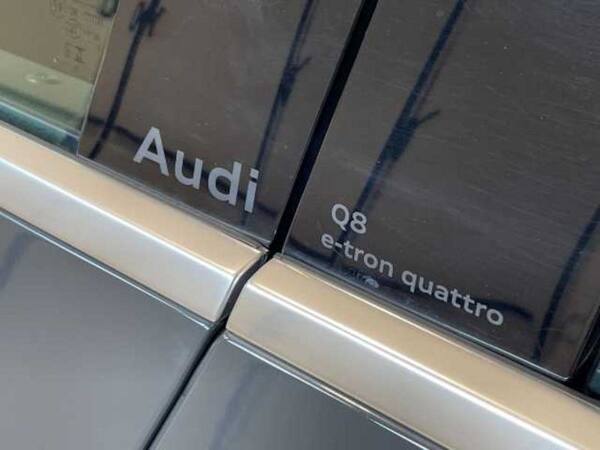 Audi
Q8
e-tron quattro